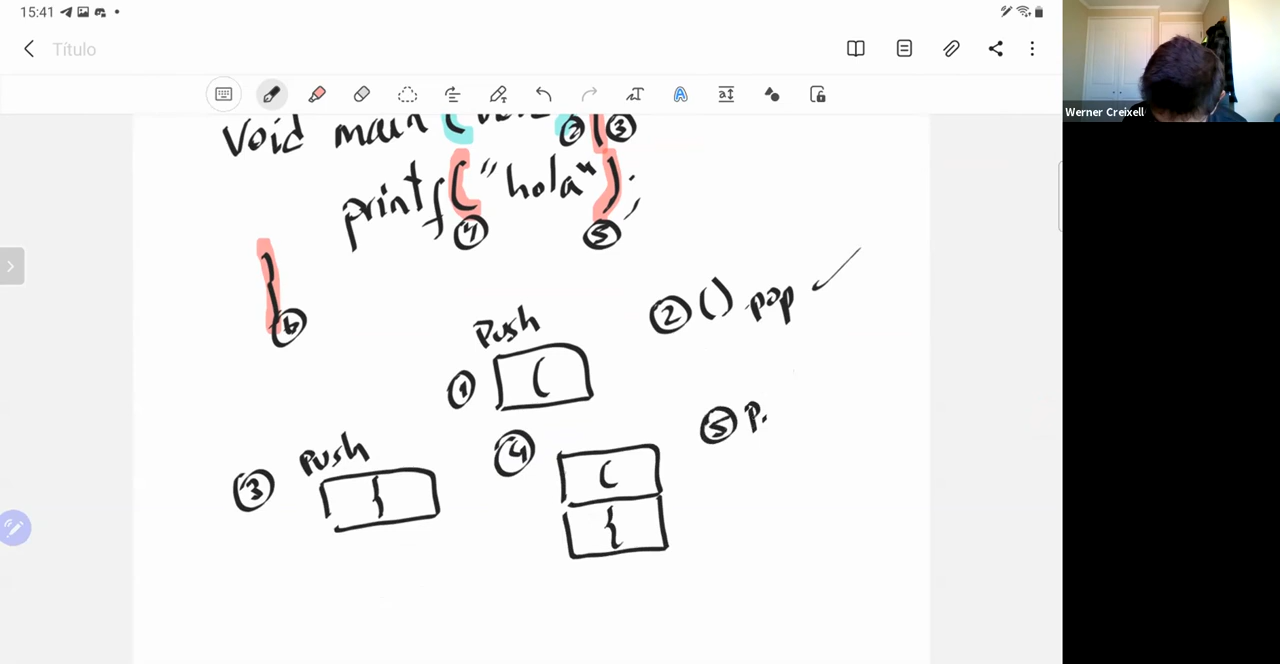 15:41
Título
Werner Creixell
Void main (
② ③
printf("hola");
④ ⑤
}
⑥
Push
② () pop ✓
① (
Push
④
⑤ P.
③ {
(
{